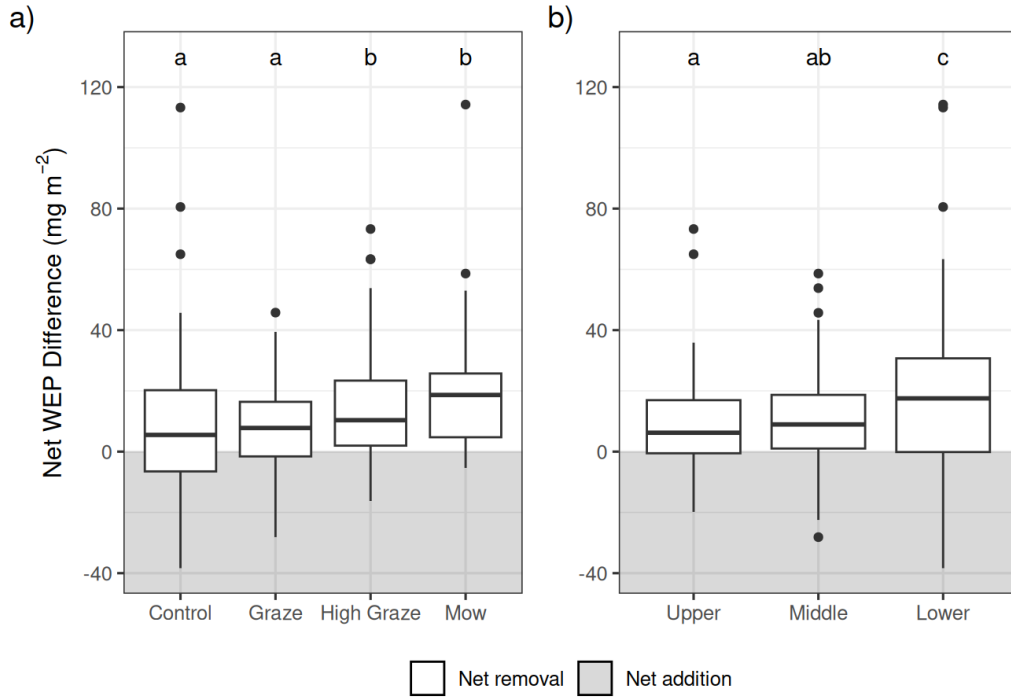 a)
Net WEP Difference (mg m⁻²)
120
80
40
0
-40
a a b b
Control Graze High Graze Mow
b)
120
80
40
0
-40
a ab c
Upper Middle Lower
Net removal Net addition